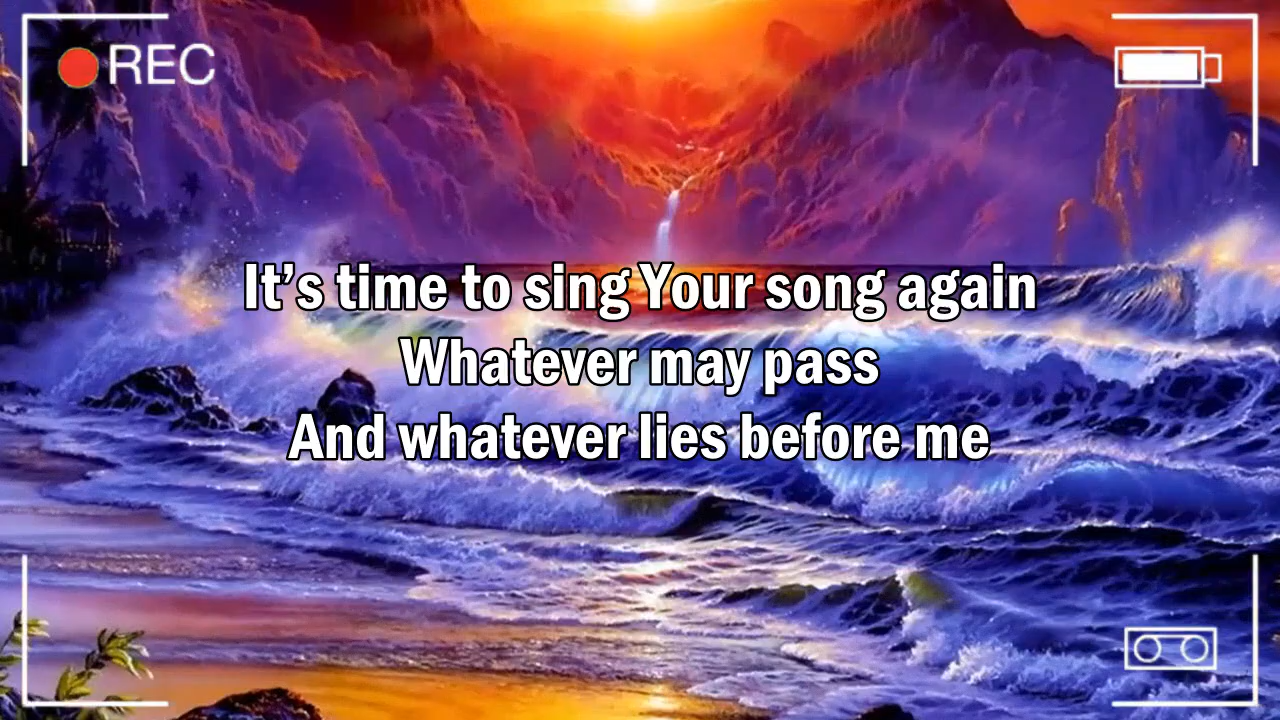 REC
It’s time to sing Your song again
Whatever may pass
And whatever lies before me